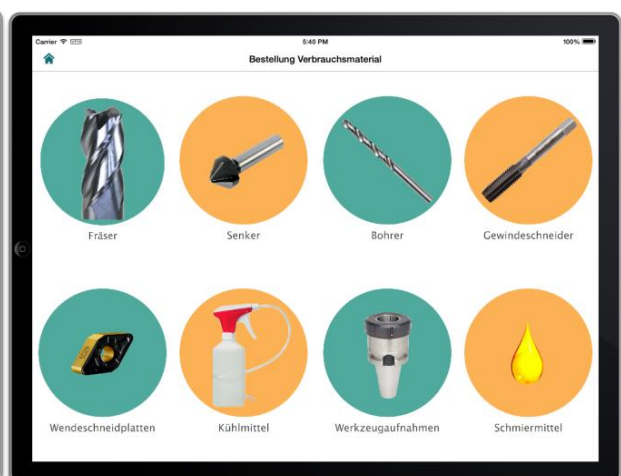 Carrier
5:40 PM
100%
Bestellung Verbrauchsmaterial
Fräser
Senker
Bohrer
Gewindeschneider
Wendeschneidplatten
Kühlmittel
Werkzeugaufnahmen
Schmiermittel